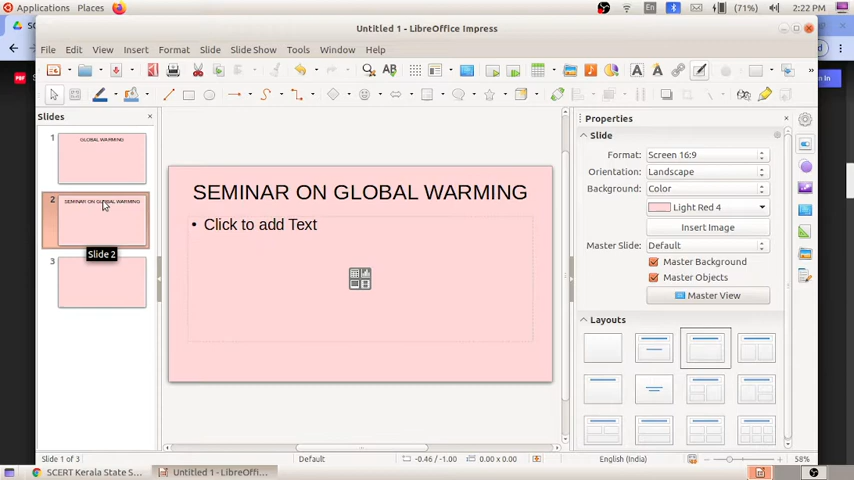 Applications
Places
En
(71%)
2:22 PM
Untitled 1 - LibreOffice Impress
File Edit View Insert Format Slide Slide Show Tools Window Help
Slides
1
GLOBAL WARMING
2
SEMINAR ON GLOBAL WARMING
Slide 2
3
SEMINAR ON GLOBAL WARMING
• Click to add Text
Properties
Slide
Format: Screen 16:9
Orientation: Landscape
Background: Color
Light Red 4
Insert Image
Master Slide: Default
Master Background
Master Objects
Master View
Layouts
Slide 1 of 3
Default
-0.46 / -1.00
0.00 x 0.00
English (India)
58%
SCERT Kerala State S...
Untitled 1 - LibreOffi...